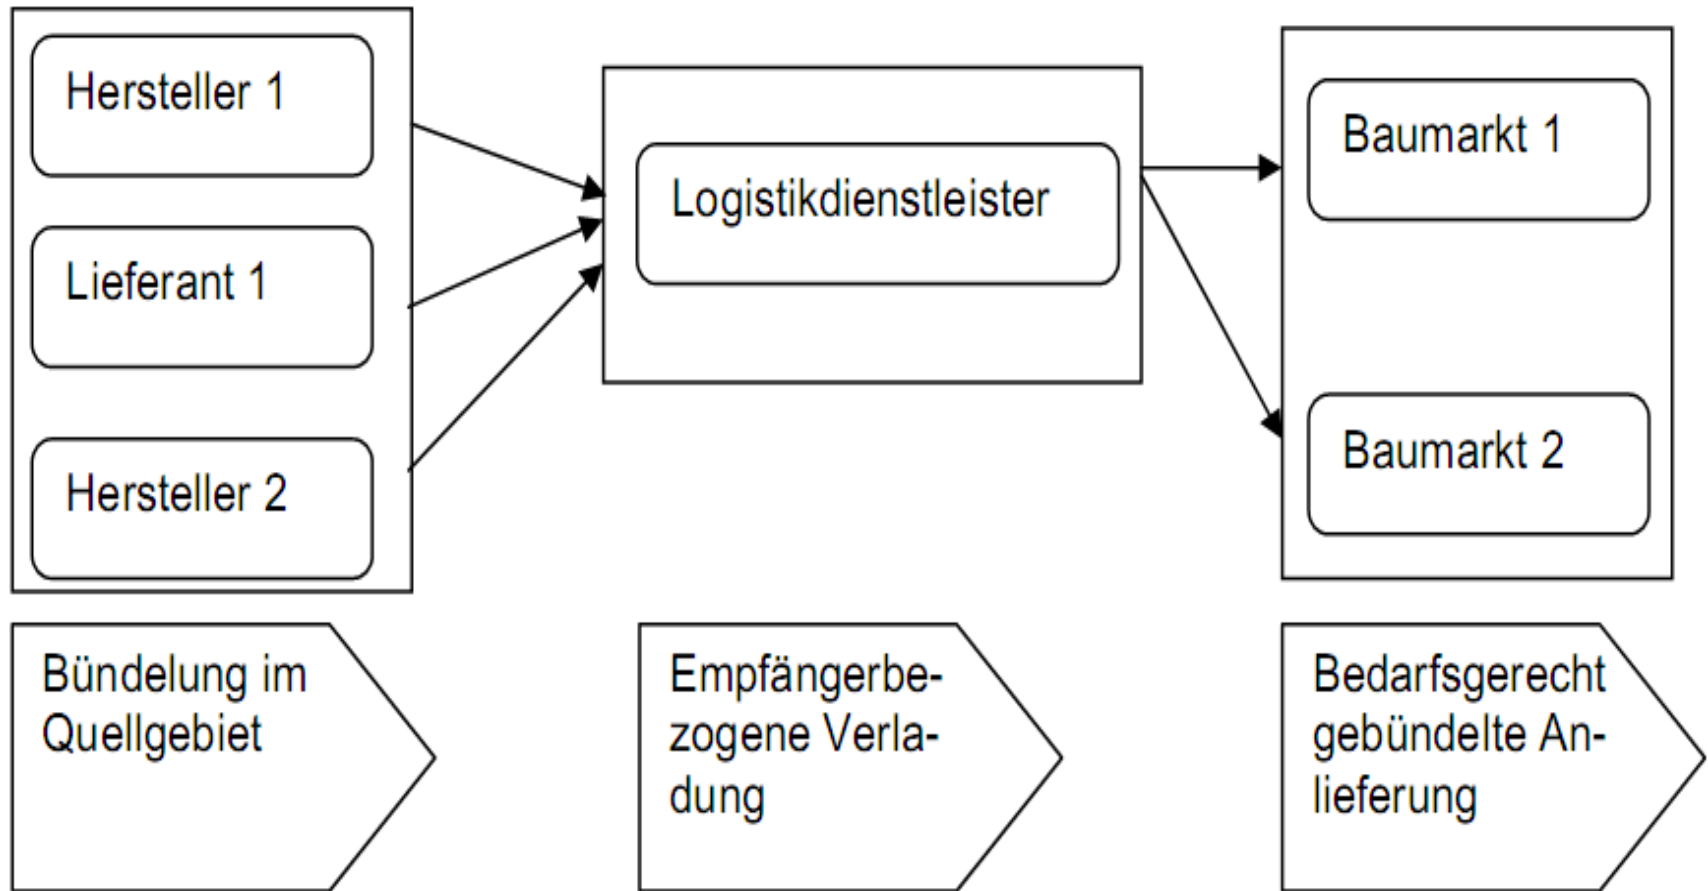 Hersteller 1
Lieferant 1
Hersteller 2
Logistikdienstleister
Baumarkt 1
Baumarkt 2
Bündelung im
Quellgebiet
Empfängerbe-
zogene Verla-
dung
Bedarfsgerecht
gebündelte An-
lieferung